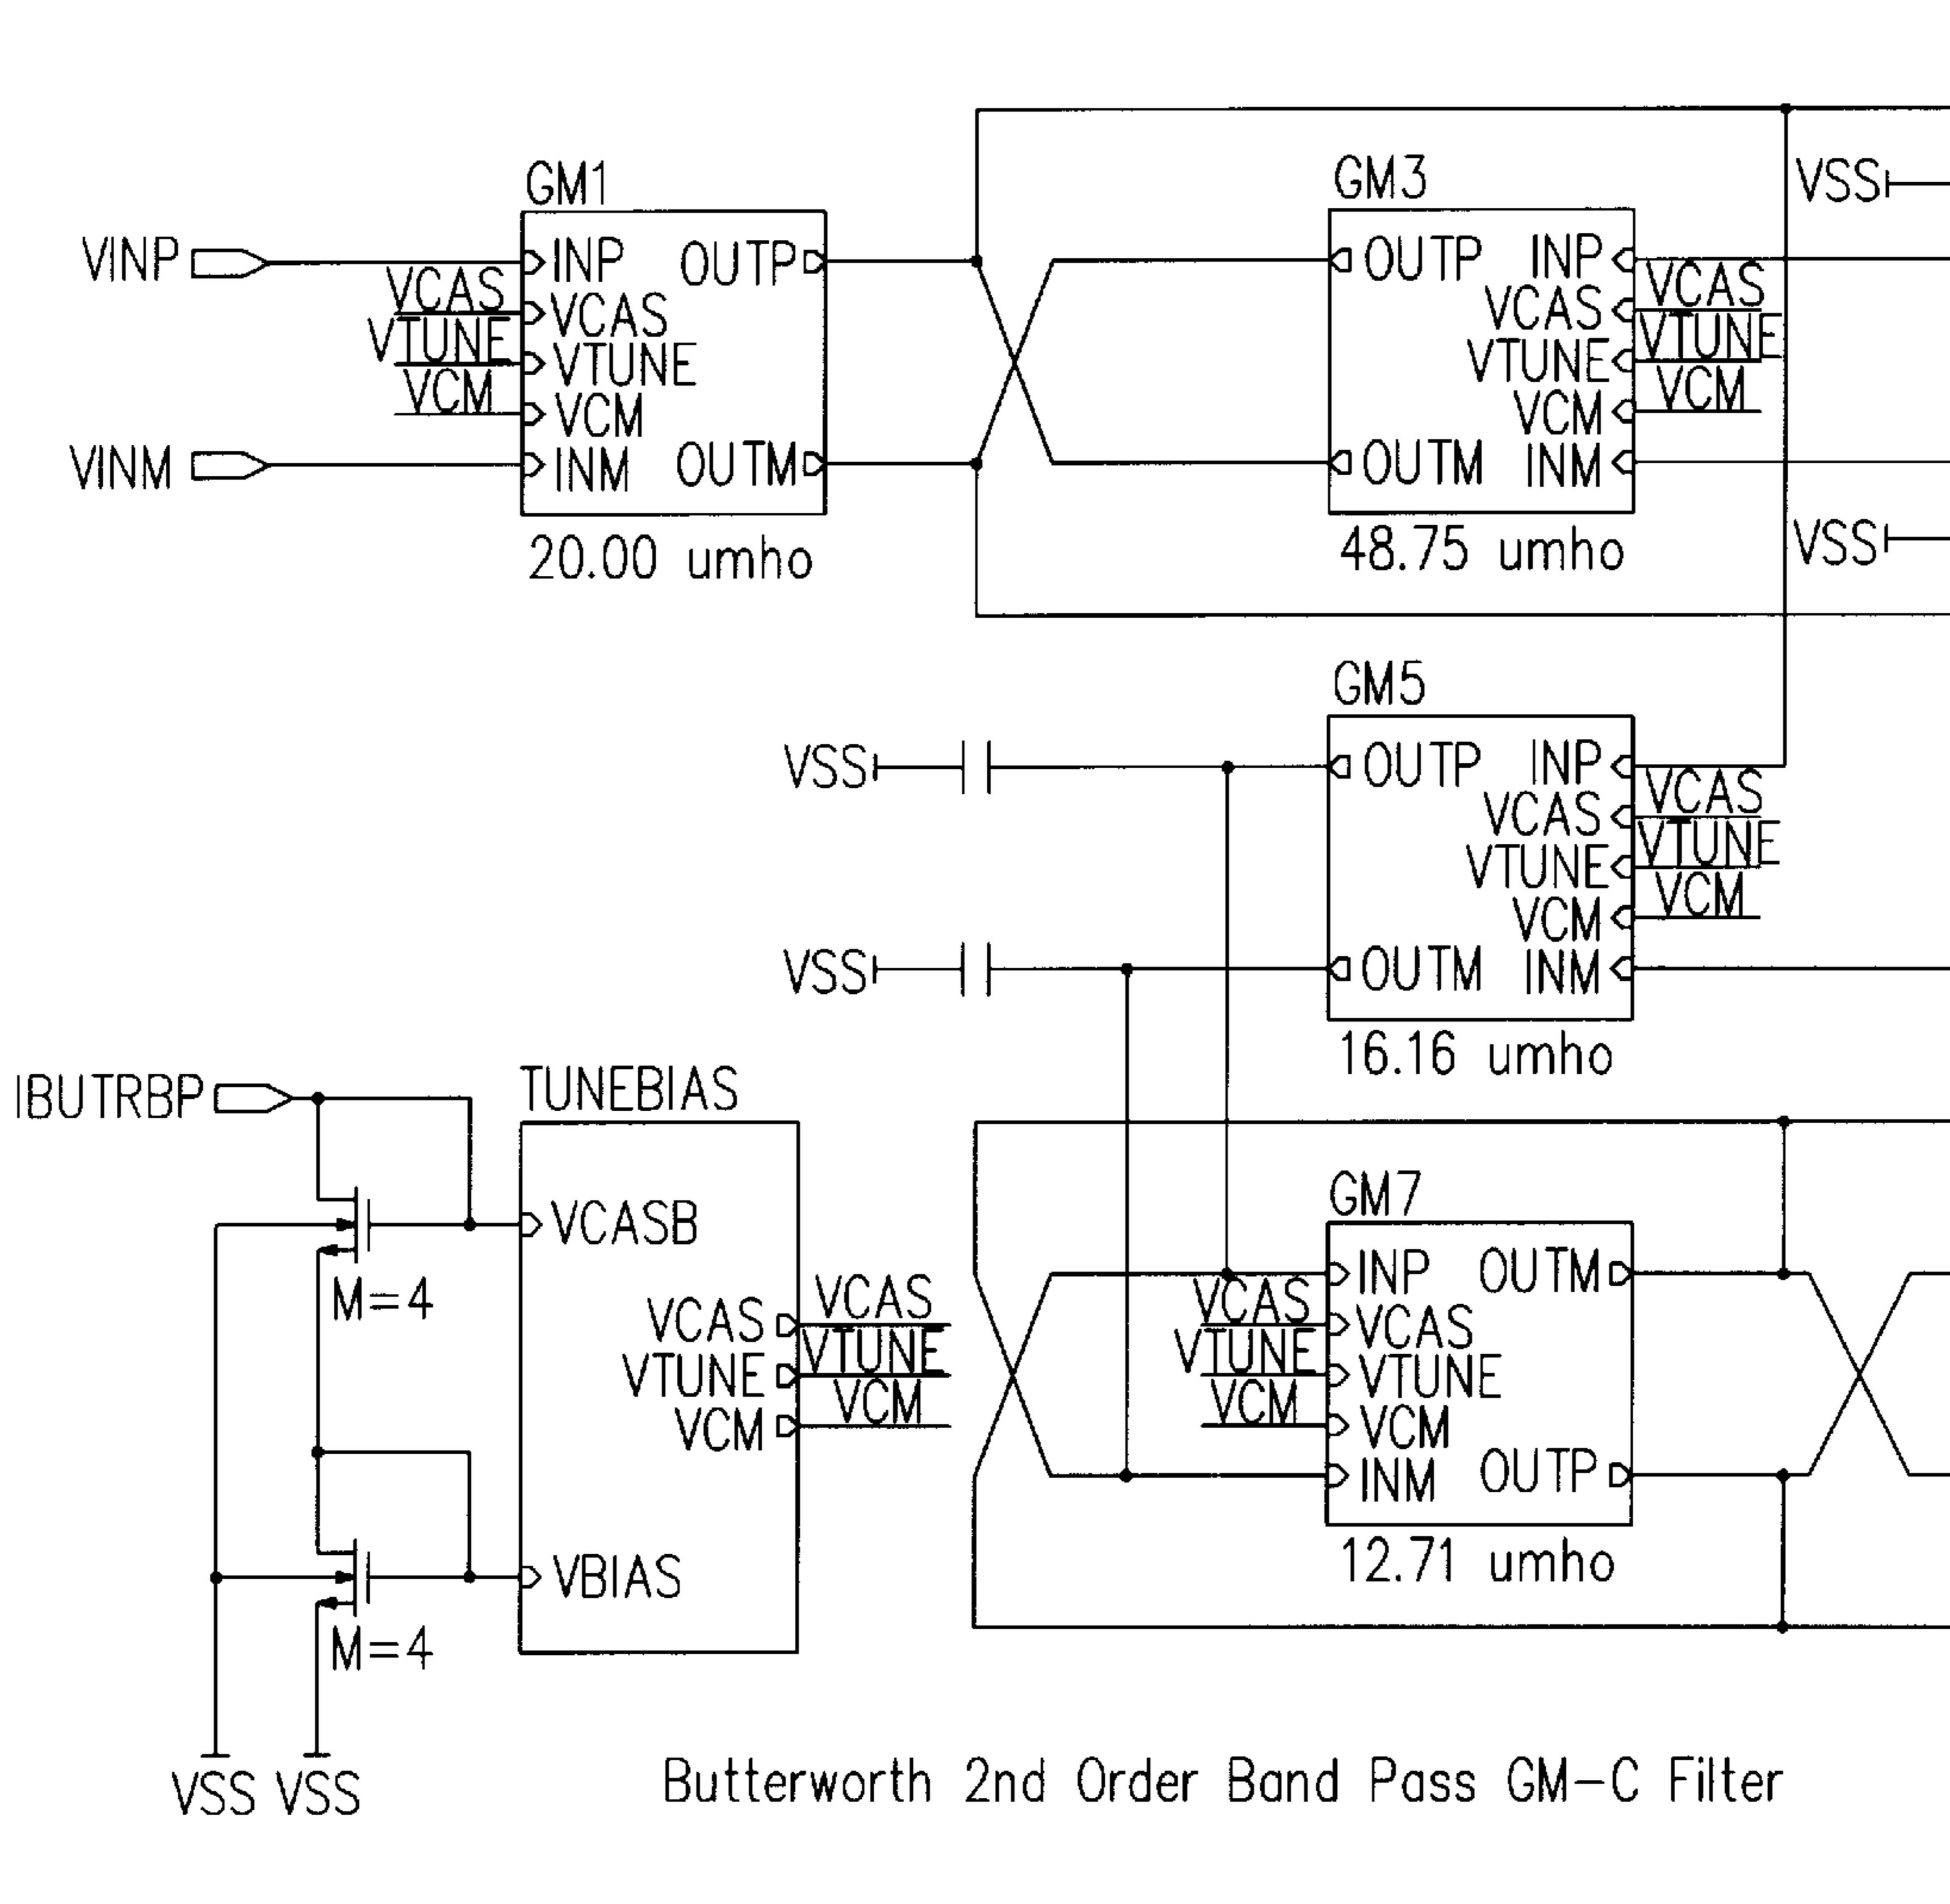 GM1
VINP
INP
OUTP
VCAS
VCAS
VTUNE
VTUNE
VCM
VCM
VINM
INM
OUTM
20.00 umho
GM3
VSS
OUTP
INP
VCAS
VCAS
VTUNE
VTUNE
VCM
VCM
OUTM
INM
48.75 umho
VSS
GM5
VSS
OUTP
INP
VCAS
VCAS
VTUNE
VTUNE
VCM
VCM
VSS
OUTM
INM
16.16 umho
IBUTRBP
TUNEBIAS
VCASB
M=4
VCAS
VCAS
VTUNE
VTUNE
VCM
VCM
VBIAS
M=4
VSS VSS
GM7
INP
OUTM
VCAS
VCAS
VTUNE
VTUNE
VCM
VCM
INM
OUTP
12.71 umho
Butterworth 2nd Order Band Pass GM-C Filter